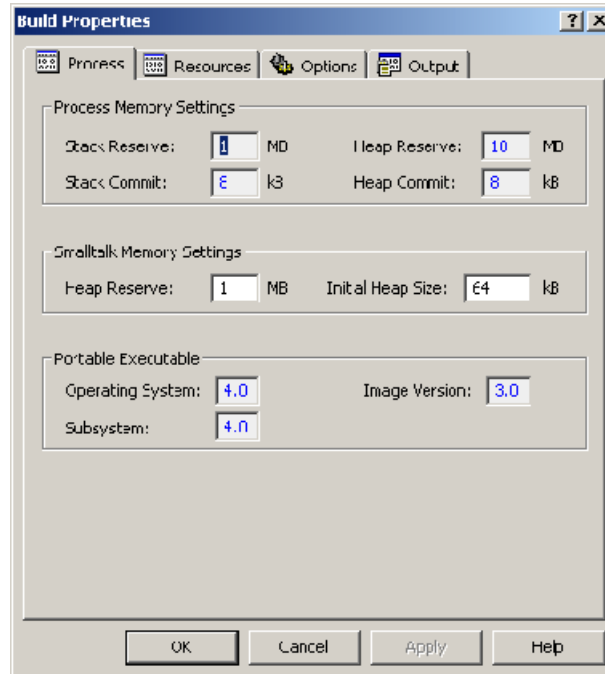 Build Properties
Process Resources Options Output
Process Memory Settings
Stack Reserve: 1 MB Heap Reserve: 10 MB
Stack Commit: 8 kB Heap Commit: 8 kB
Smalltalk Memory Settings
Heap Reserve: 1 MB Initial Heap Size: 64 kB
Portable Executable
Operating System: 4.0 Image Version: 3.0
Subsystem: 4.0
OK Cancel Apply Help